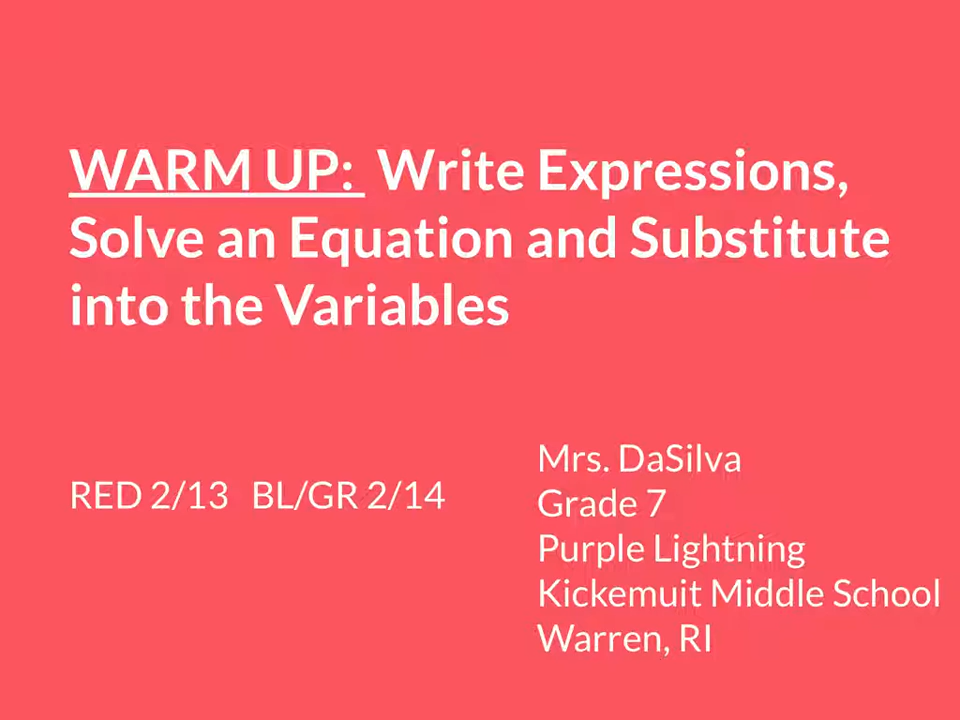 WARM UP: Write Expressions,
Solve an Equation and Substitute
into the Variables
RED 2/13 BL/GR 2/14
Mrs. DaSilva
Grade 7
Purple Lightning
Kickemuit Middle School
Warren, RI